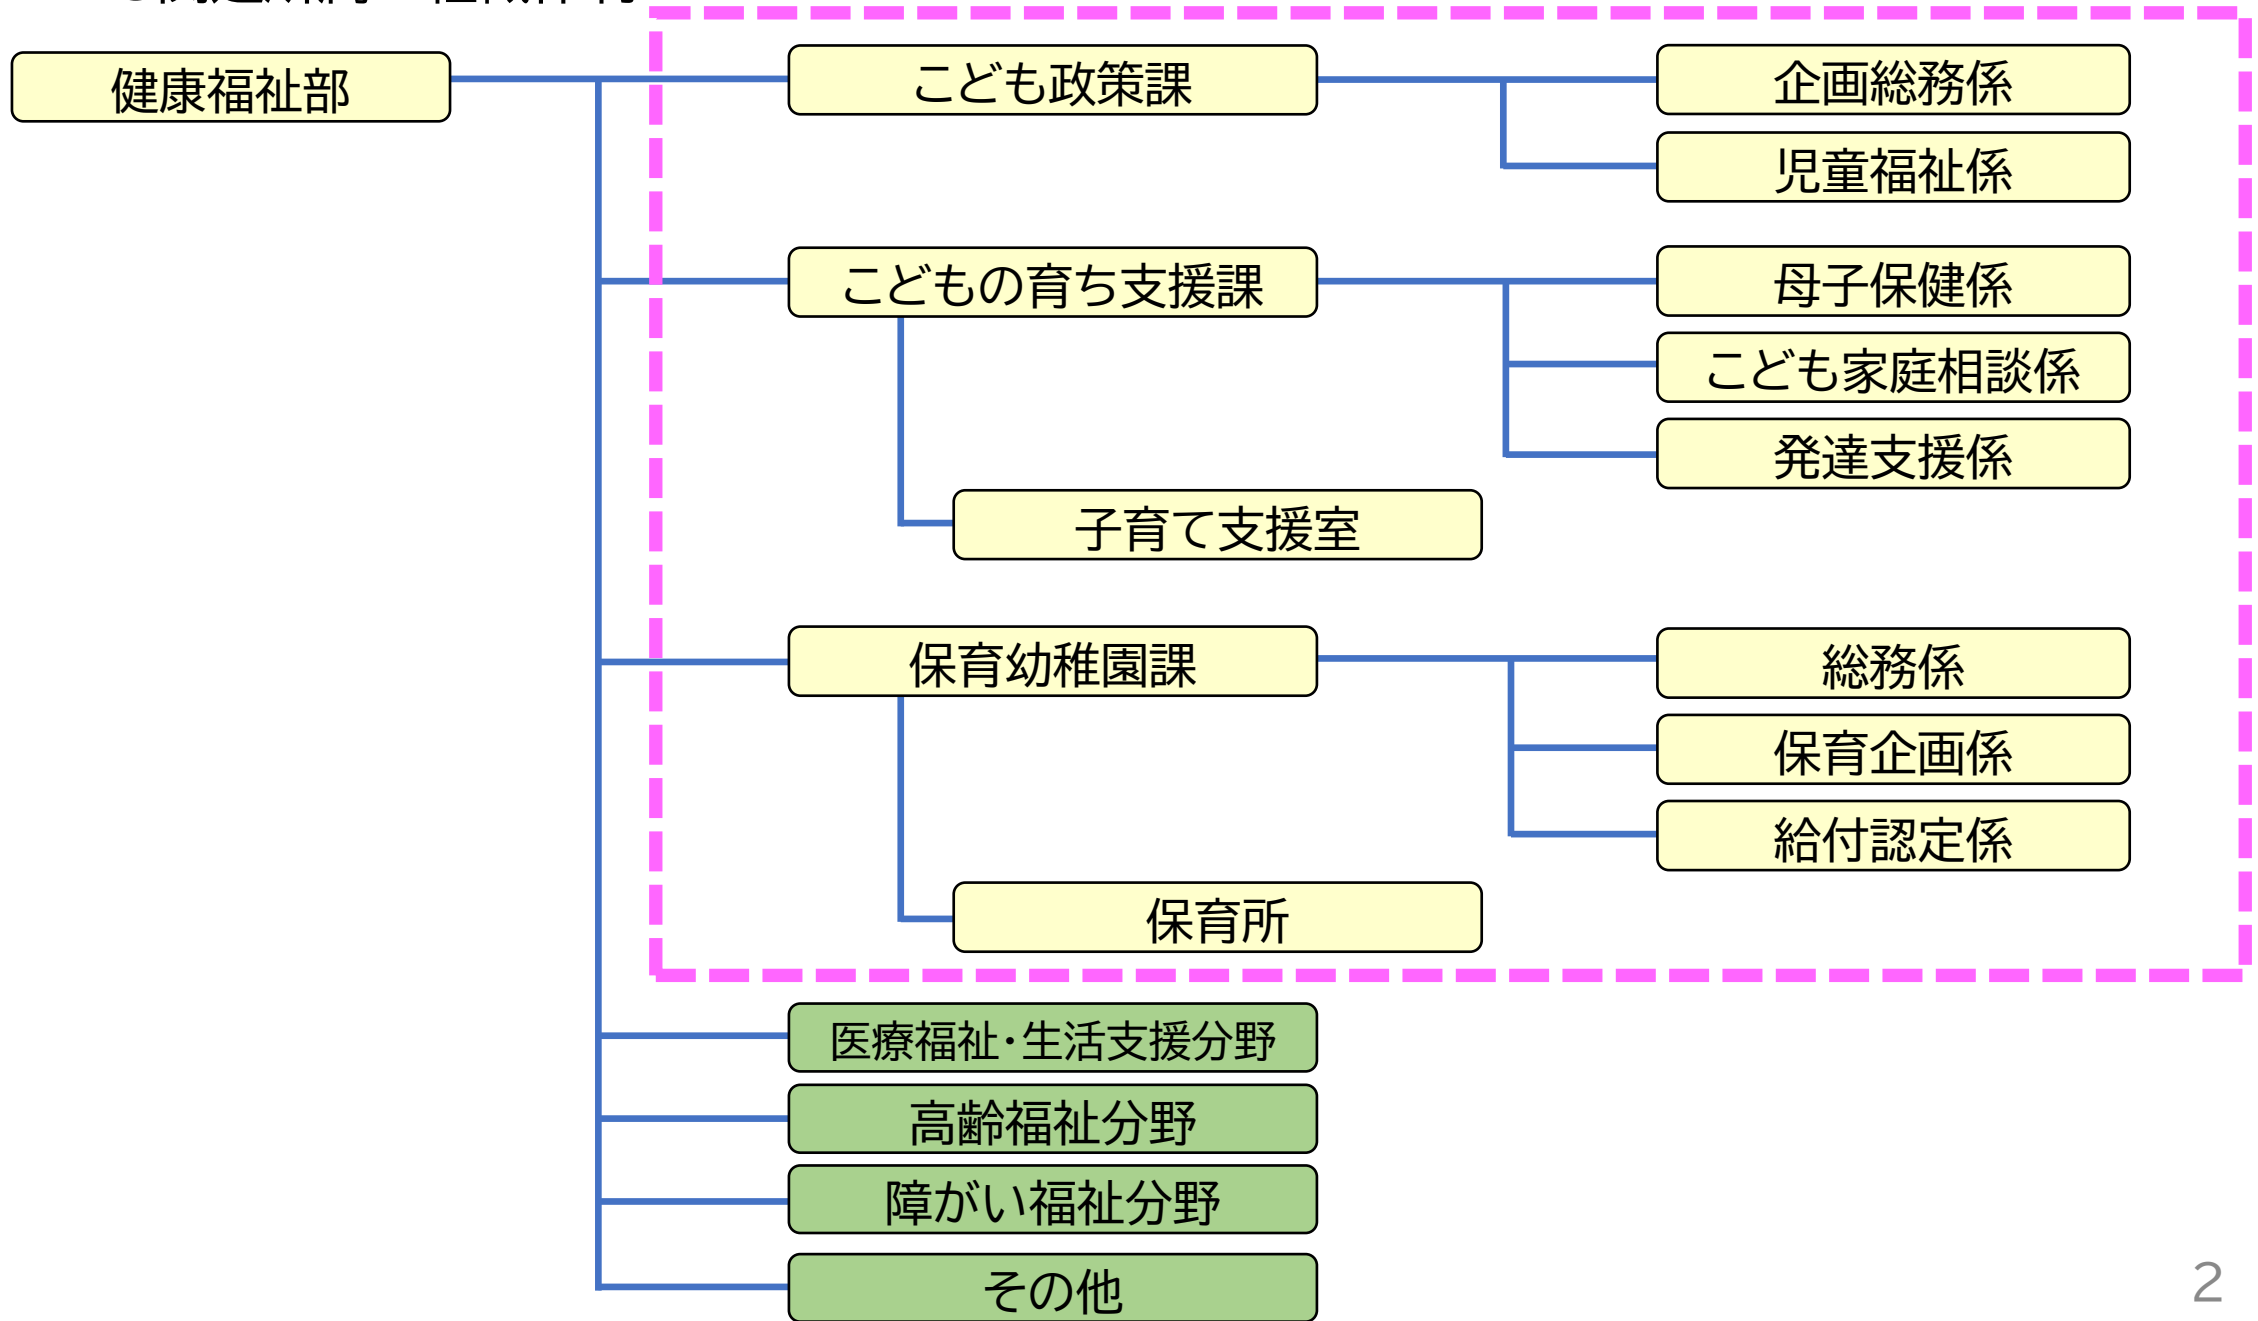 健康福祉部
こども政策課
企画総務係
児童福祉係
こどもの育ち支援課
母子保健係
こども家庭相談係
発達支援係
子育て支援室
保育幼稚園課
総務係
保育企画係
給付認定係
保育所
医療福祉・生活支援分野
高齢福祉分野
障がい福祉分野
その他
2